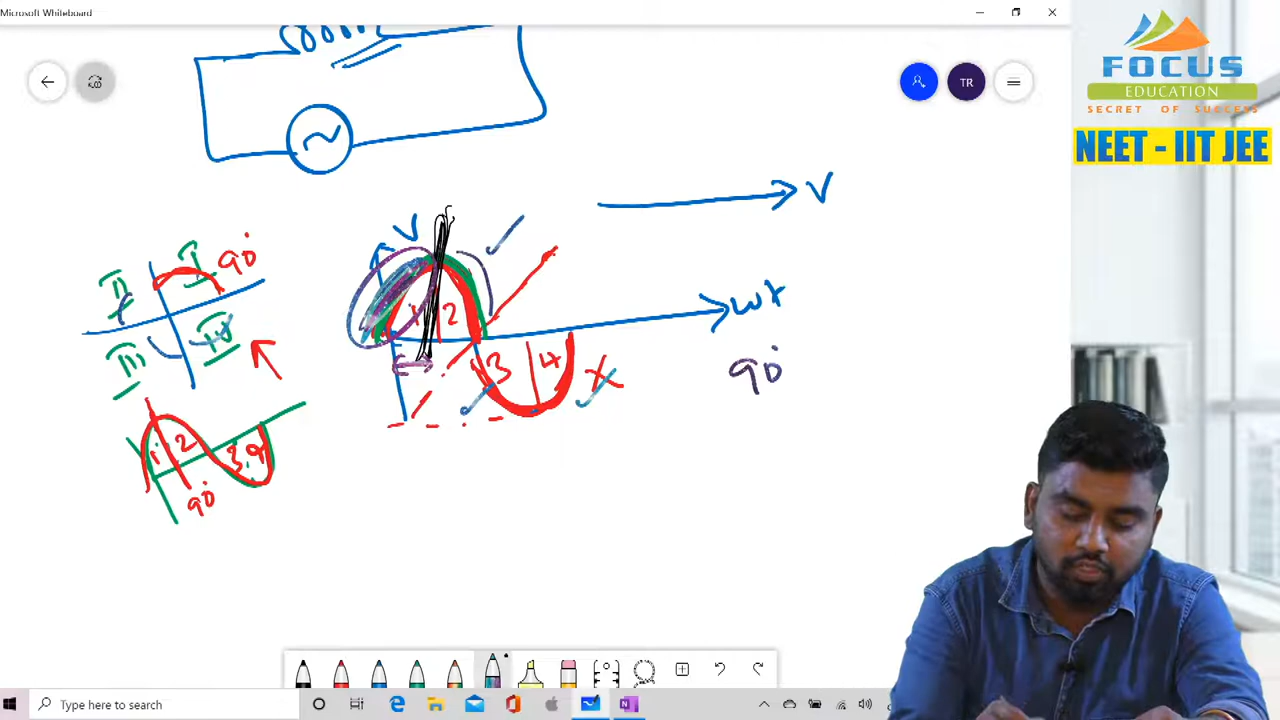 Microsoft Whiteboard
FOCUS
EDUCATION
SECRET OF SUCCESS
NEET - IIT JEE
TR
V
V
ωt
90°
90°
I
II
III
IV
1 2
3 4
1 2
3 4
90°
Type here to search